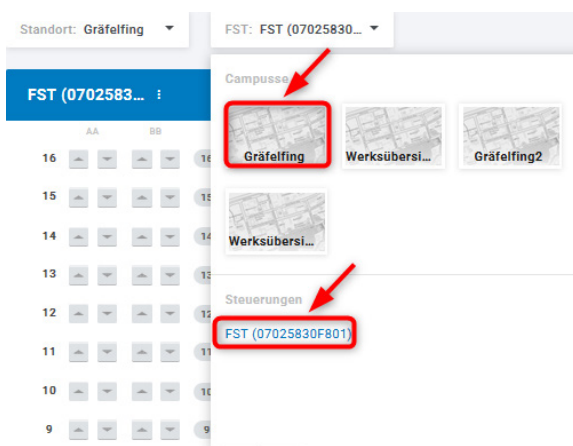 Standort: Gräfelfing
FST: FST (07025830...
FST (0702583...
Campusse
AA BB
Gräfelfing Werksübersi... Gräfelfing2
16 16
15 15
14 14
Werksübersi...
13 13
12 12
Steuerungen
FST (07025830F801)
11 11
10 10
9 9